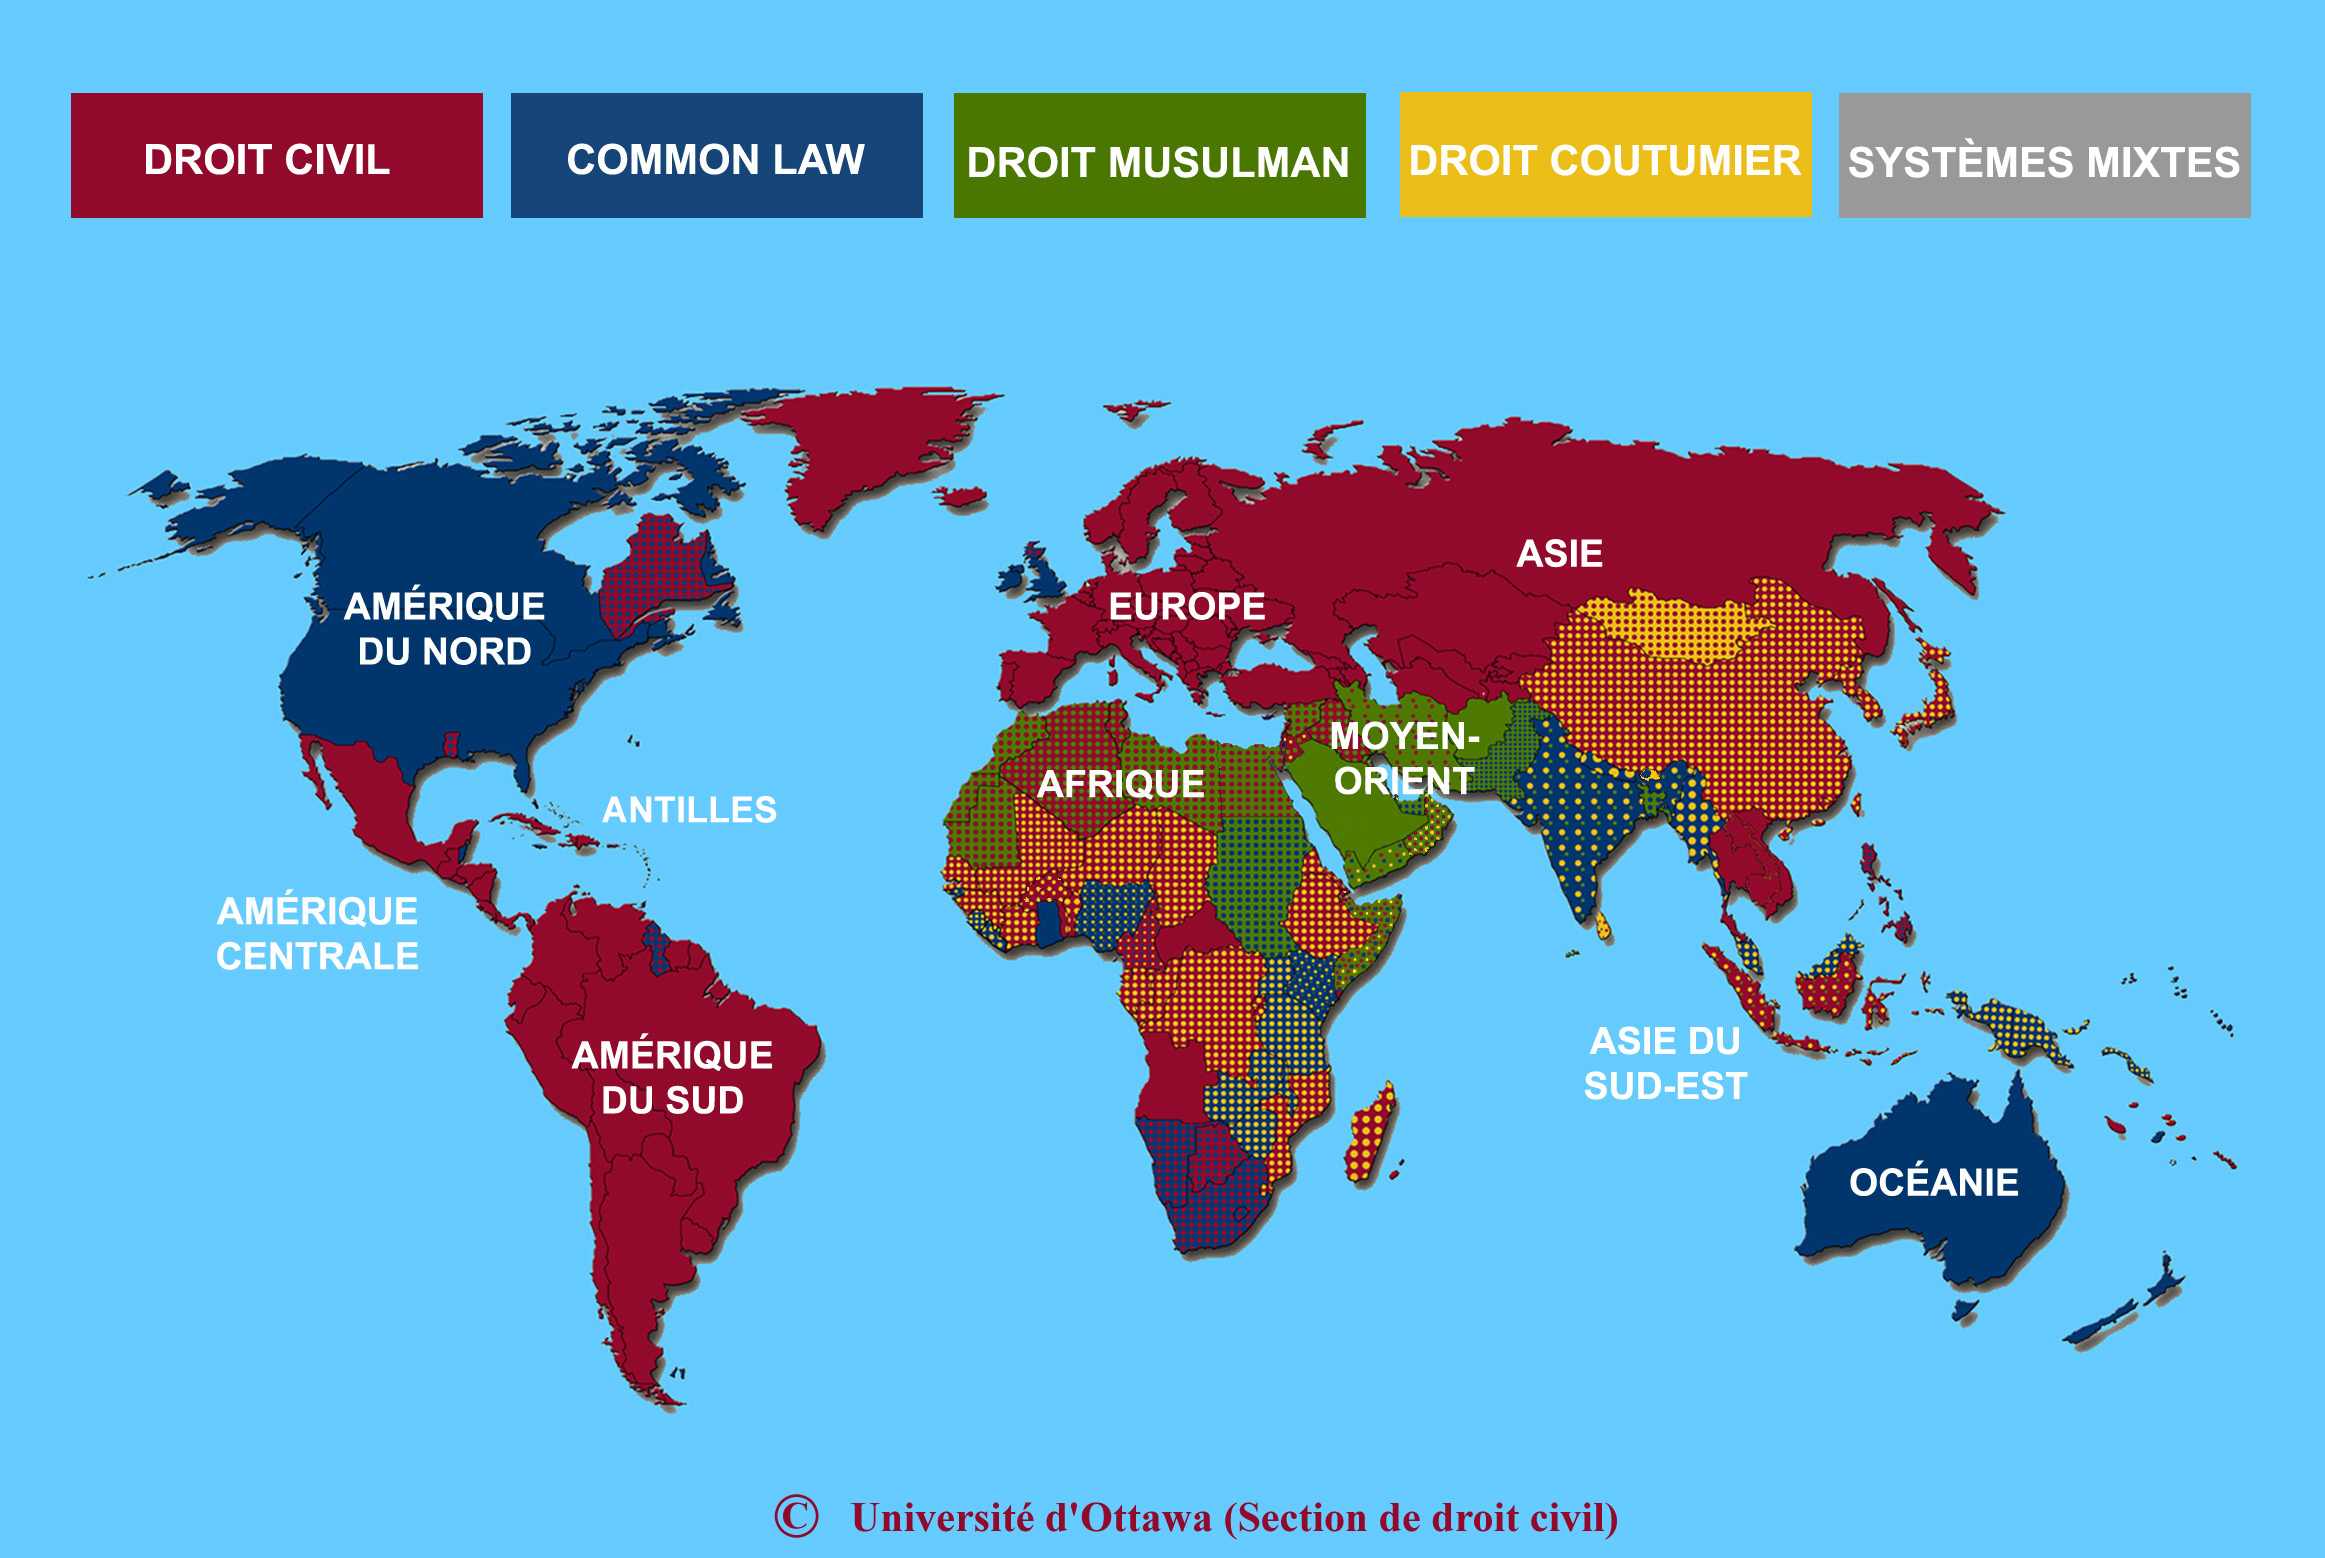 DROIT CIVIL
COMMON LAW
DROIT MUSULMAN
DROIT COUTUMIER
SYSTÈMES MIXTES
ASIE
AMÉRIQUE
DU NORD
EUROPE
MOYEN-
ORIENT
AFRIQUE
ANTILLES
AMÉRIQUE
CENTRALE
AMÉRIQUE
DU SUD
ASIE DU
SUD-EST
OCÉANIE
© Université d'Ottawa (Section de droit civil)